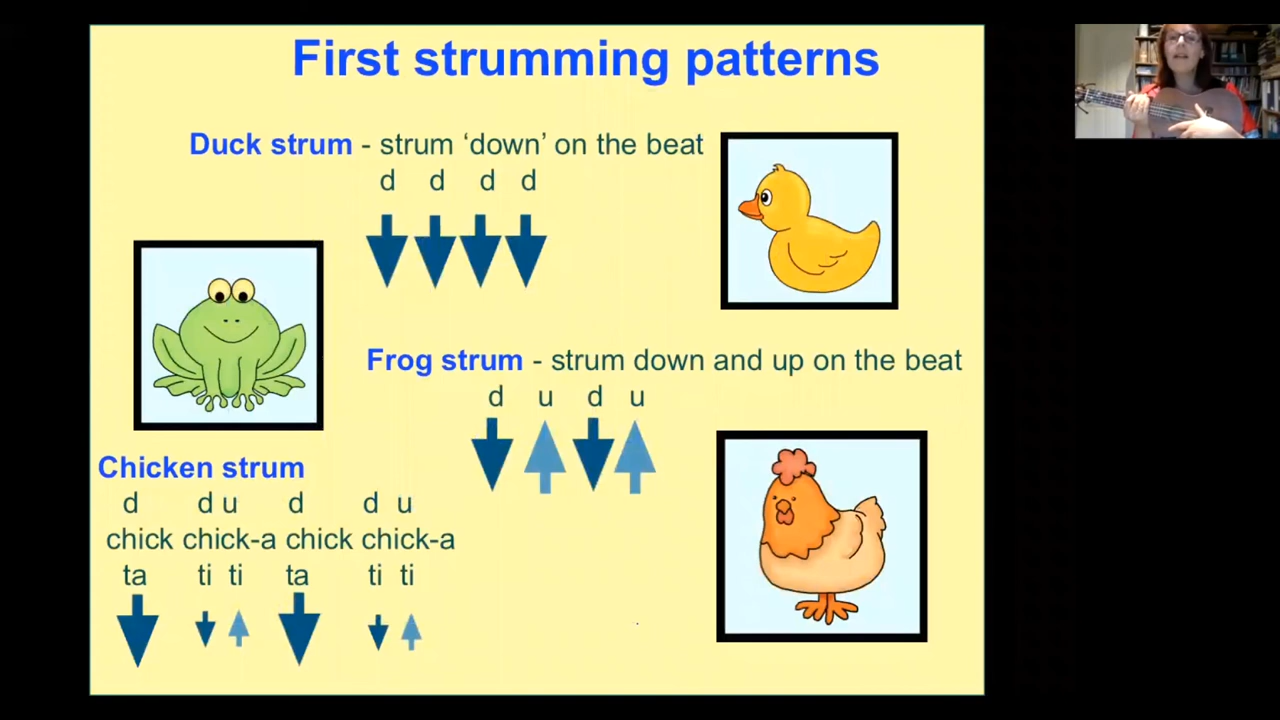 First strumming patterns
Duck strum - strum ‘down’ on the beat
d d d d
Frog strum - strum down and up on the beat
d u d u
Chicken strum
d d u d d u
chick chick-a chick chick-a
ta ti ti ta ti ti